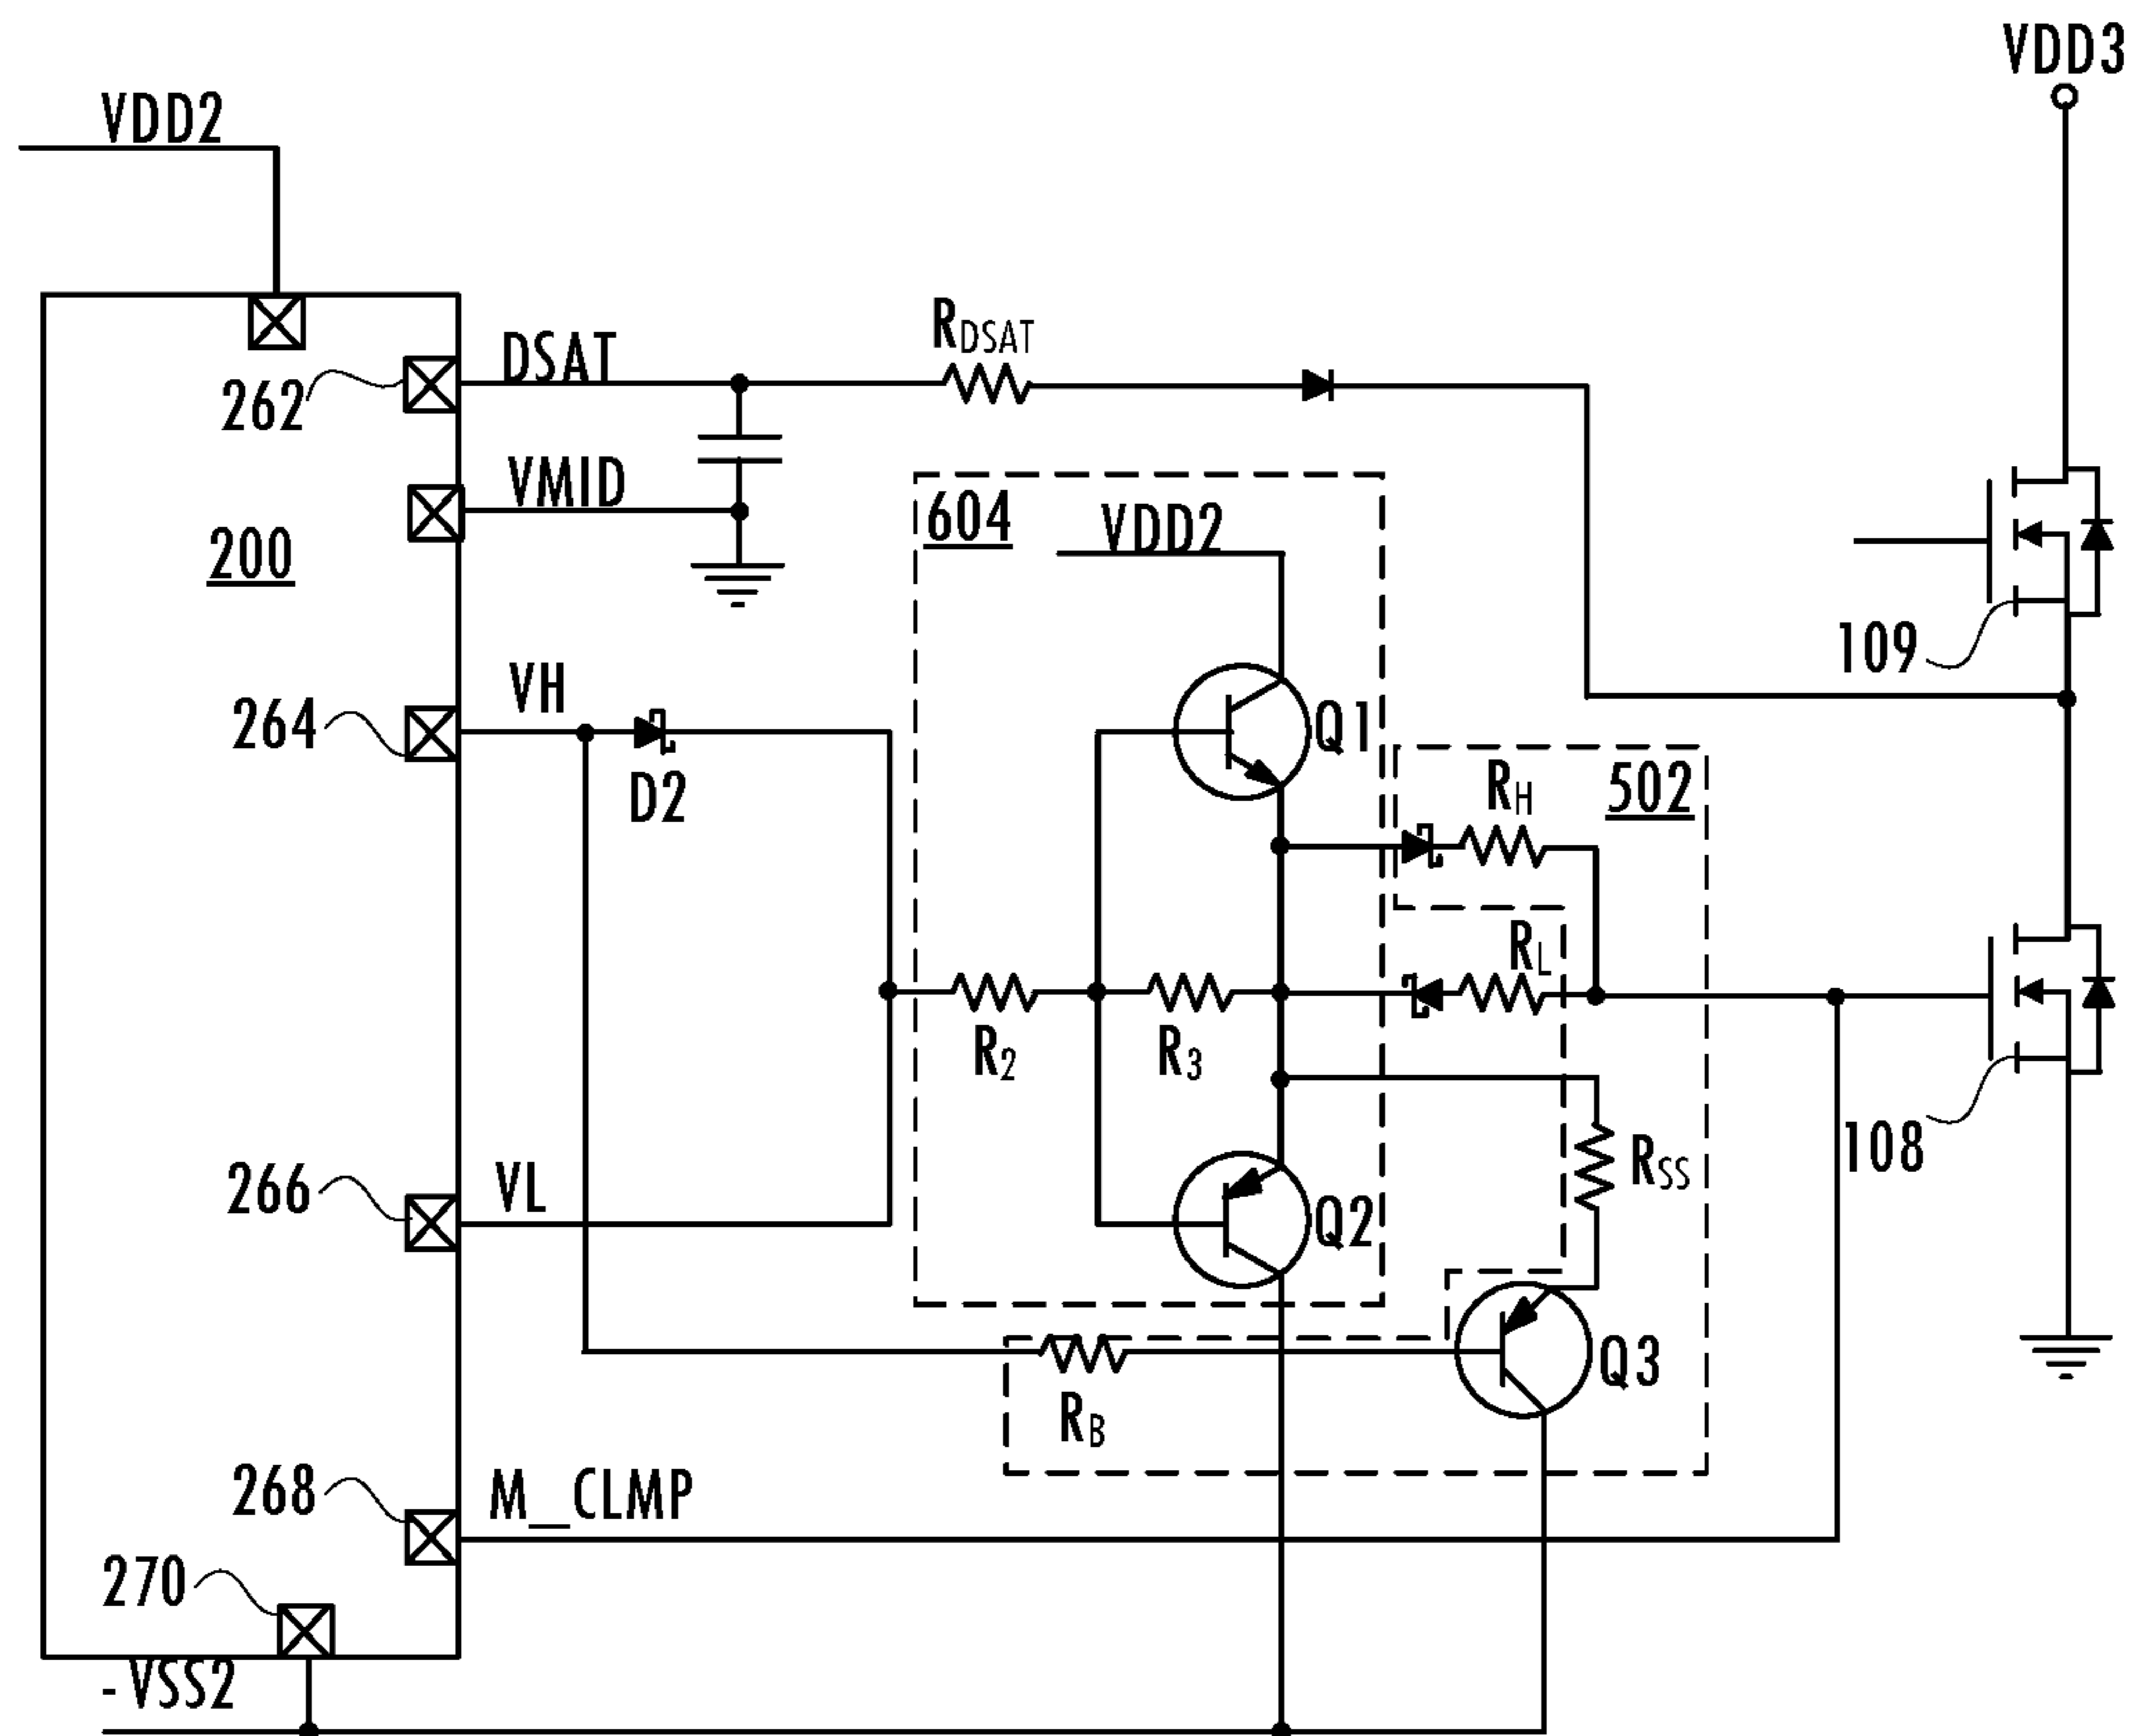 VDD3
VDD2
DSAT
RDSAT
262
VMID
604
VDD2
200
109
VH
264
Q1
D2
RH
502
RL
R2
R3
108
RSS
266
VL
Q2
Q3
RB
268
M_CLMP
270
- VSS2